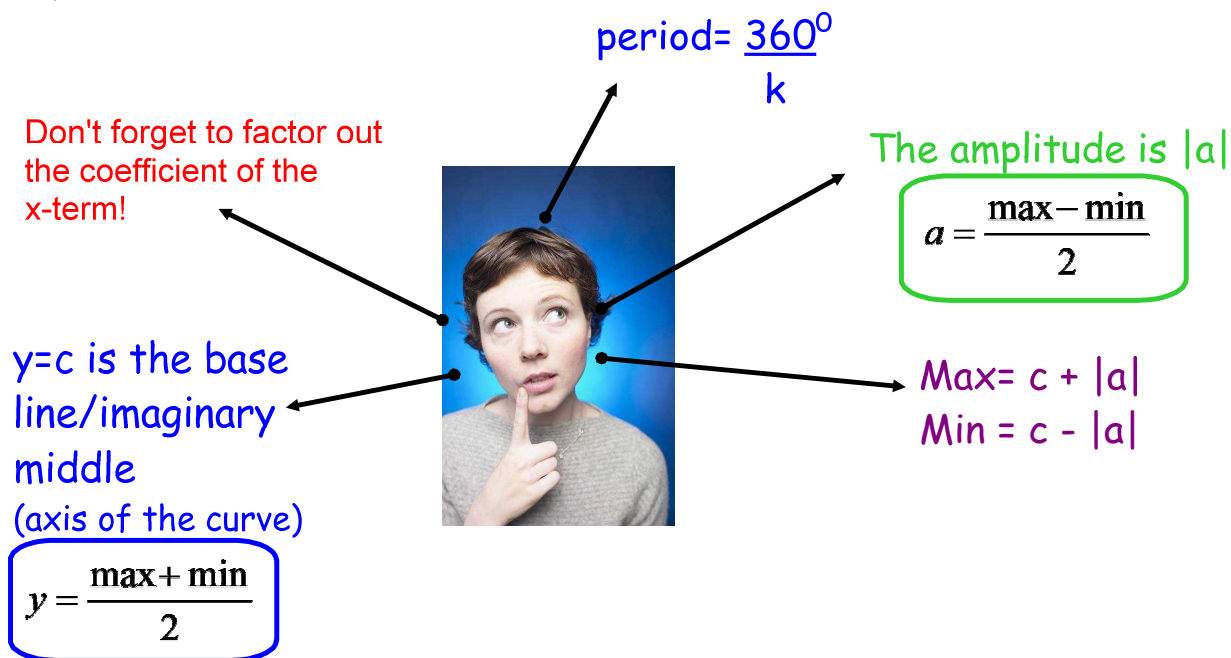 period= 360⁰
k
Don't forget to factor out
the coefficient of the
x-term!
The amplitude is |a|
a = max − min
2
y=c is the base
line/imaginary
middle
(axis of the curve)
y = max + min
2
Max= c + |a|
Min = c - |a|